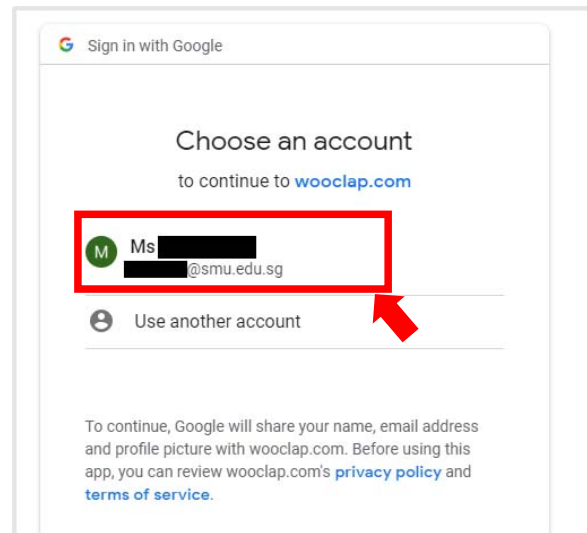 Sign in with Google
Choose an account
to continue to wooclap.com
M
Ms
@smu.edu.sg
Use another account
To continue, Google will share your name, email address
and profile picture with wooclap.com. Before using this
app, you can review wooclap.com's privacy policy and
terms of service.